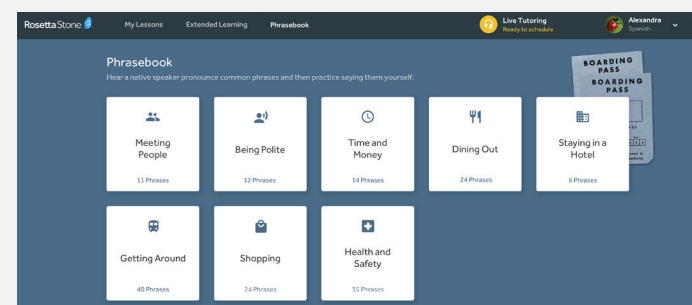 RosettaStone
My Lessons
Extended Learning
Phrasebook
Live Tutoring
Ready to schedule
Alexandra
Spanish
Phrasebook
Hear a native speaker pronounce common phrases and then practice saying them yourself.
BOARDING
PASS
BOARDING
PASS
Meeting
People
11 Phrases
Being Polite
12 Phrases
Time and
Money
14 Phrases
Dining Out
24 Phrases
Staying in a
Hotel
6 Phrases
Getting Around
40 Phrases
Shopping
24 Phrases
Health and
Safety
35 Phrases